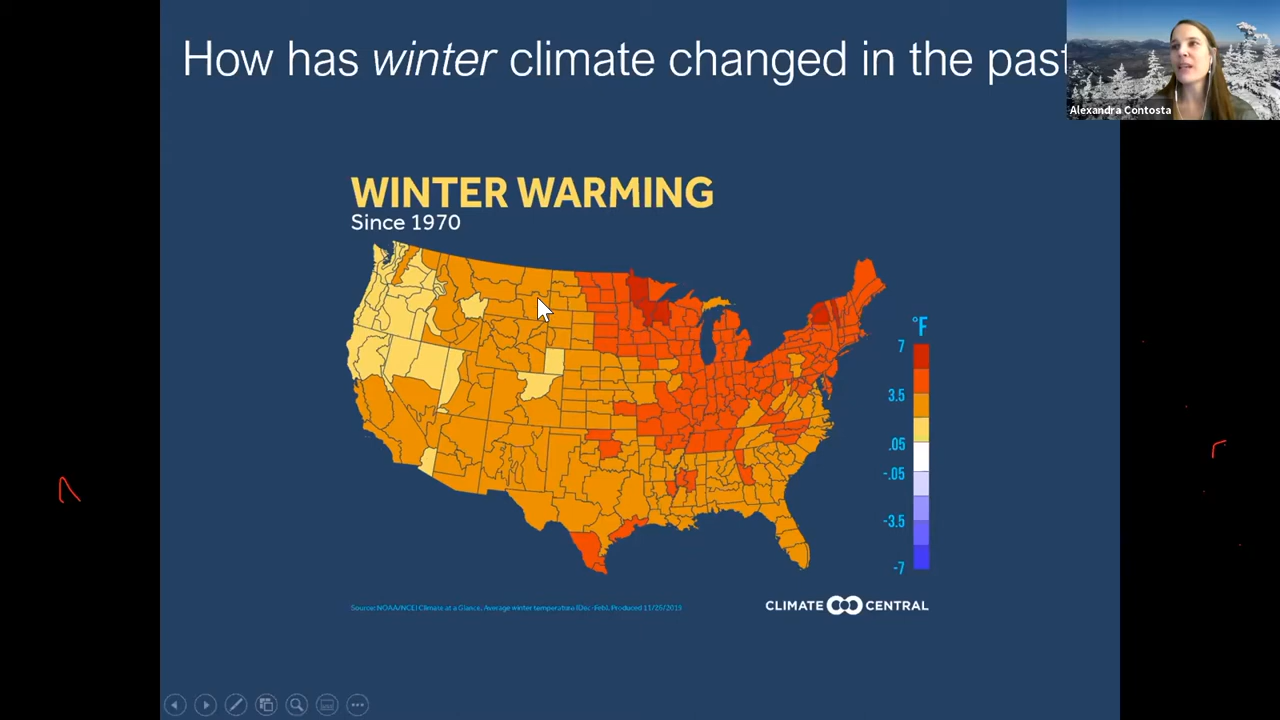 How has winter climate changed in the past
Alexandra Contosta
WINTER WARMING
Since 1970
°F
7
3.5
.05
-.05
-3.5
-7
Source: NOAA/NCEI Climate at a Glance. Average winter temperature (Dec-Feb). Produced 11/25/2019
CLIMATE CENTRAL